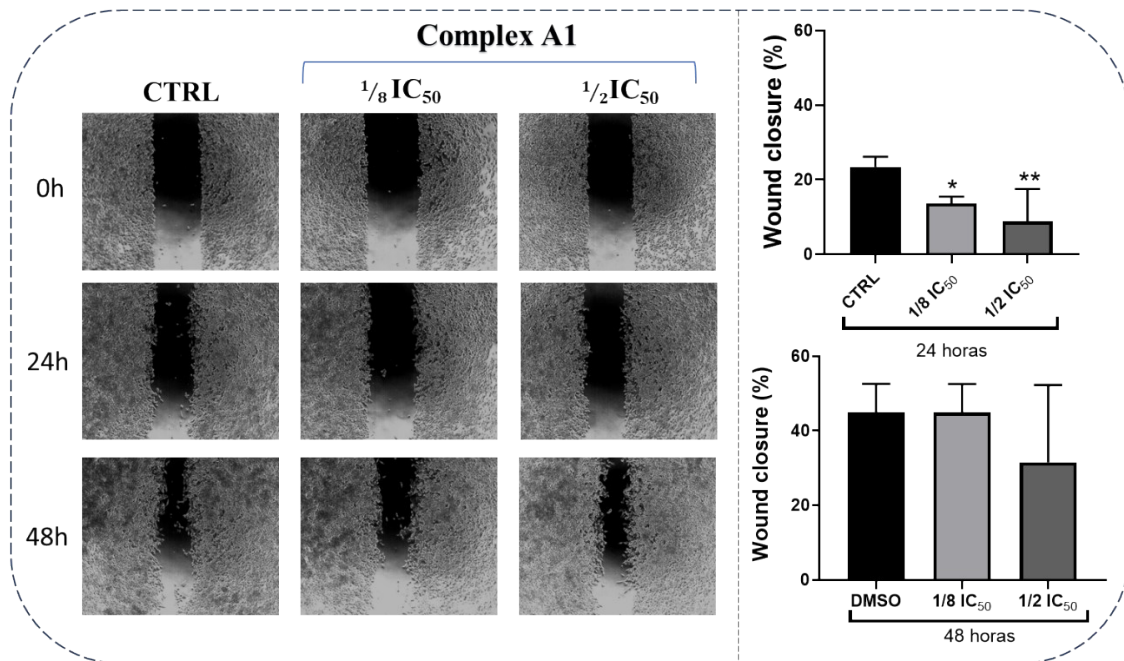 Complex A1
CTRL
1/8 IC50
1/2IC50
0h
24h
48h
Wound closure (%)
60
40
20
0
*
**
CTRL
1/8 IC50
1/2 IC50
24 horas
Wound closure (%)
60
40
20
0
DMSO
1/8 IC50
1/2 IC50
48 horas